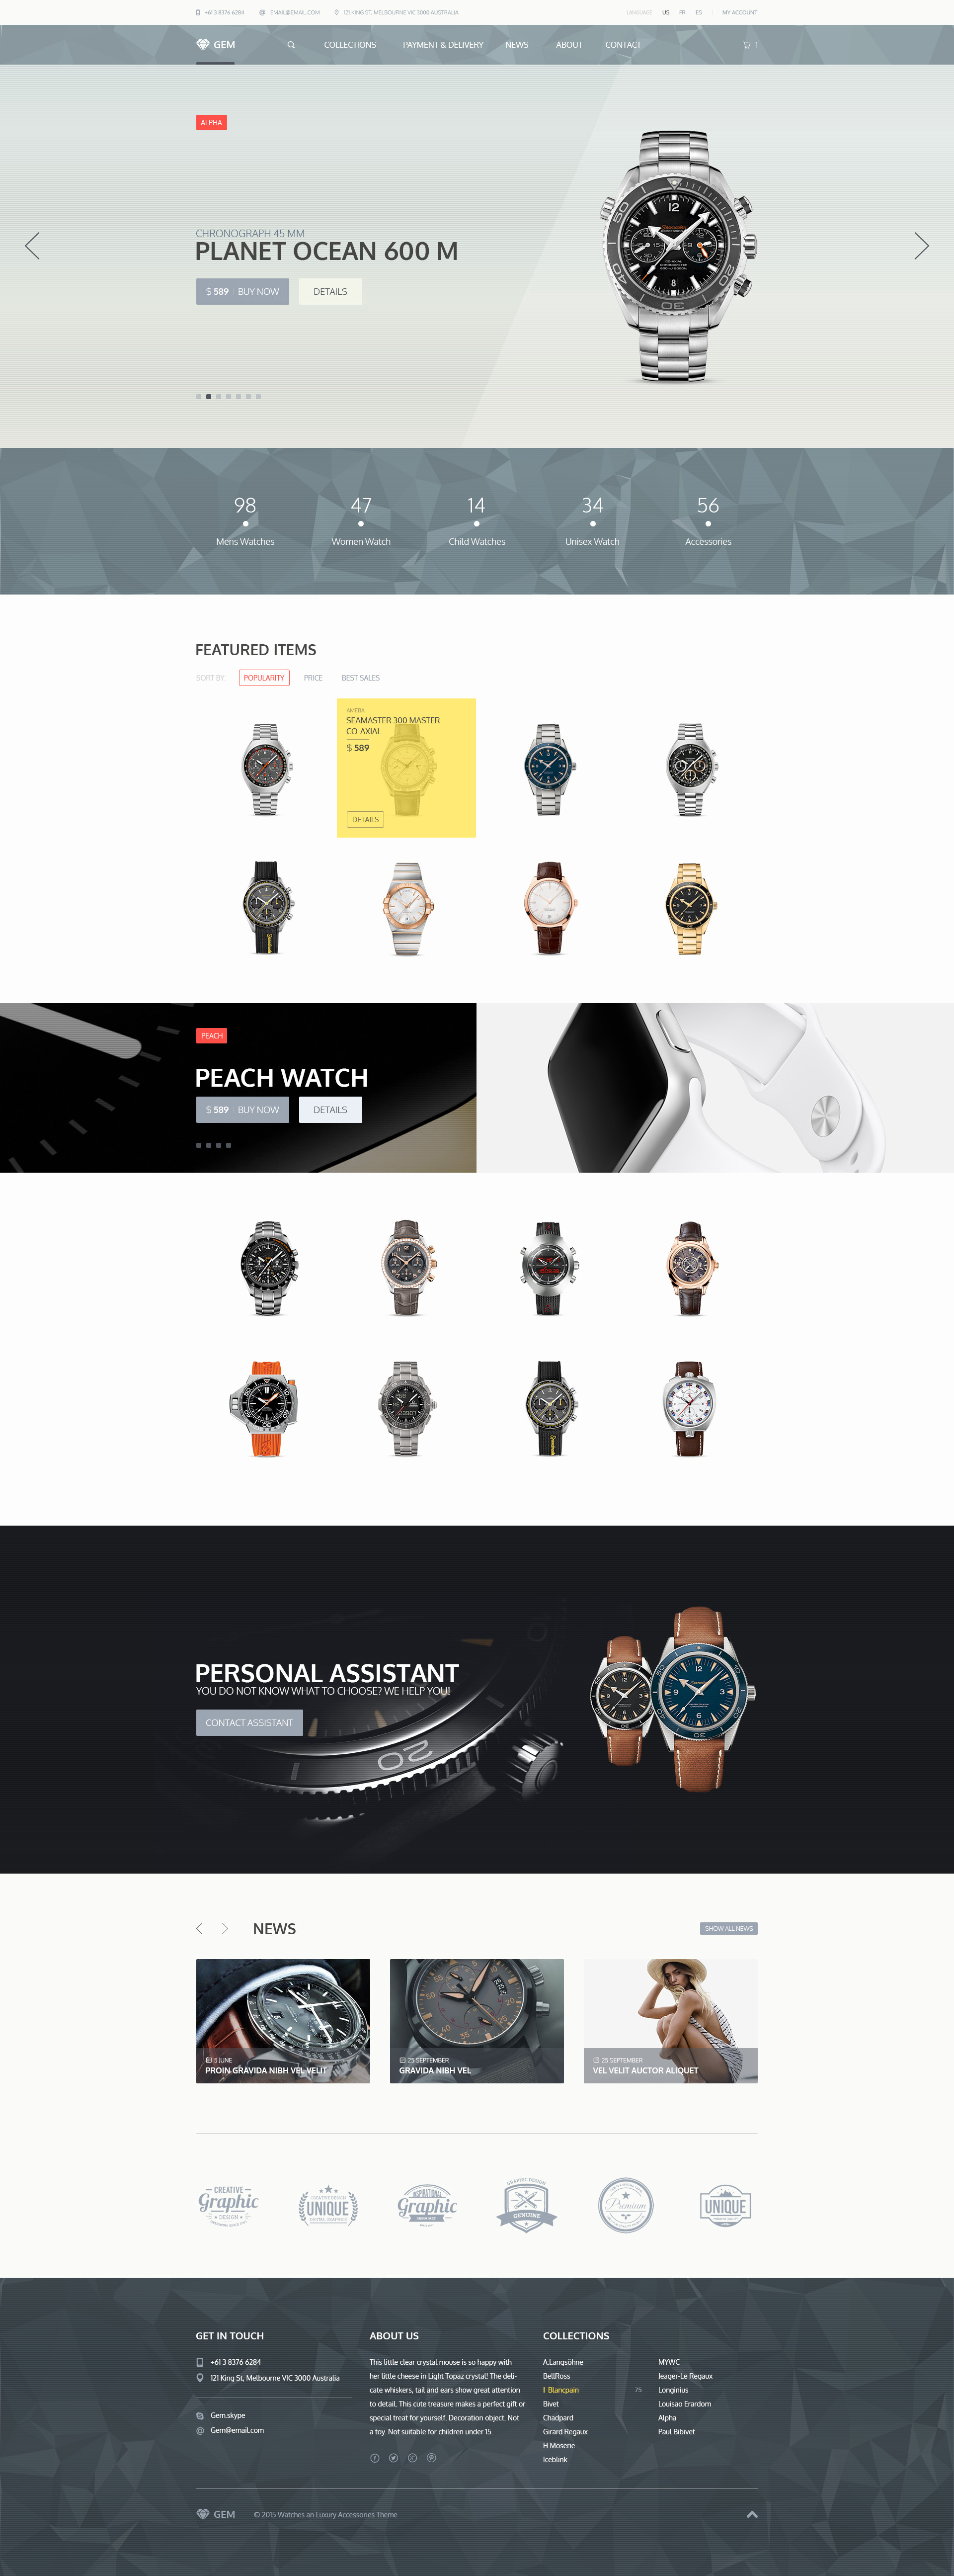 +61 3 8376 6284 EMAIL@EMAIL.COM 121 KING ST, MELBOURNE VIC 3000 AUSTRALIA LANGUAGE US FR ES MY ACCOUNT
GEM COLLECTIONS PAYMENT & DELIVERY NEWS ABOUT CONTACT 1
ALPHA
CHRONOGRAPH 45 MM
PLANET OCEAN 600 M
$ 589 BUY NOW DETAILS
98 47 14 34 56
Mens Watches Women Watch Child Watches Unisex Watch Accessories
FEATURED ITEMS
SORT BY: POPULARITY PRICE BEST SALES
AMEBA
SEAMASTER 300 MASTER
CO-AXIAL
$ 589
DETAILS
PEACH
PEACH WATCH
$ 589 BUY NOW DETAILS
PERSONAL ASSISTANT
YOU DO NOT KNOW WHAT TO CHOOSE? WE HELP YOU!
CONTACT ASSISTANT
NEWS SHOW ALL NEWS
5 JUNE
PROIN GRAVIDA NIBH VEL VELIT
25 SEPTEMBER
GRAVIDA NIBH VEL
25 SEPTEMBER
VEL VELIT AUCTOR ALIQUET
CREATIVE
Graphic
DESIGN
UNIQUE
INSPIRATIONAL
Graphic
GRAPHIC DESIGN
GENUINE
Premium
UNIQUE
GET IN TOUCH
+61 3 8376 6284
121 King St, Melbourne VIC 3000 Australia
Gem.skype
Gem@email.com
ABOUT US
This little clear crystal mouse is so happy with
her little cheese in Light Topaz crystal! The deli-
cate whiskers, tail and ears show great attention
to detail. This cute treasure makes a perfect gift or
special treat for yourself. Decoration object. Not
a toy. Not suitable for children under 15.
COLLECTIONS
A.Langsöhne
BellRoss
Blancpain 75
Bivet
Chadpard
Girard Regaux
H.Moserie
Iceblink
MYWC
Jeager-Le Regaux
Longinius
Louisao Erardom
Alpha
Paul Bibivet
GEM © 2015 Watches an Luxury Accessories Theme